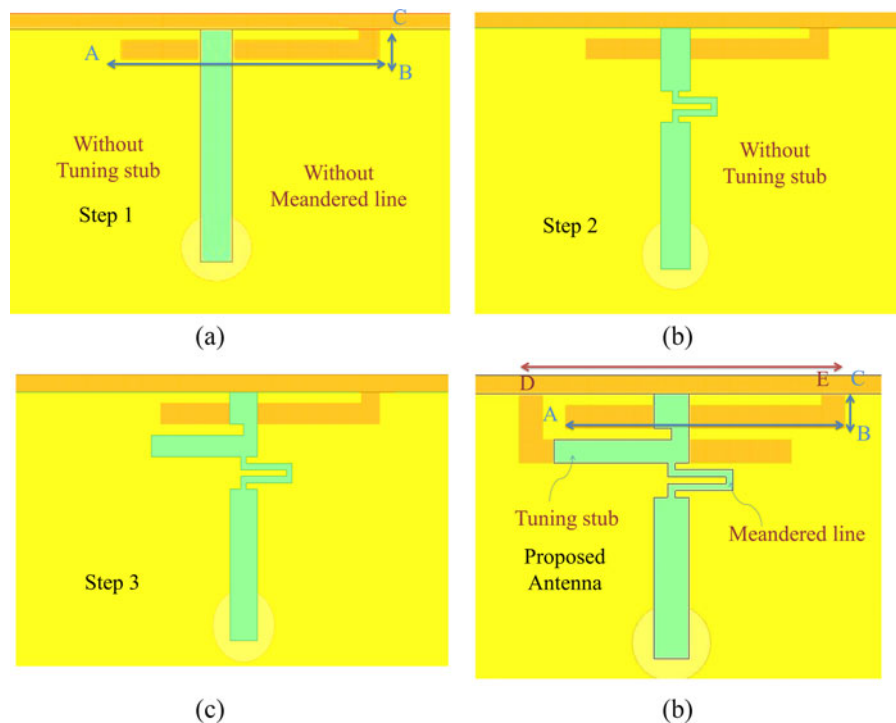 C
A
B
Without
Tuning stub
Without
Meandered line
Step 1
(a)
Without
Tuning stub
Step 2
(b)
Step 3
(c)
D
E
C
A
B
Tuning stub
Meandered line
Proposed
Antenna
(b)